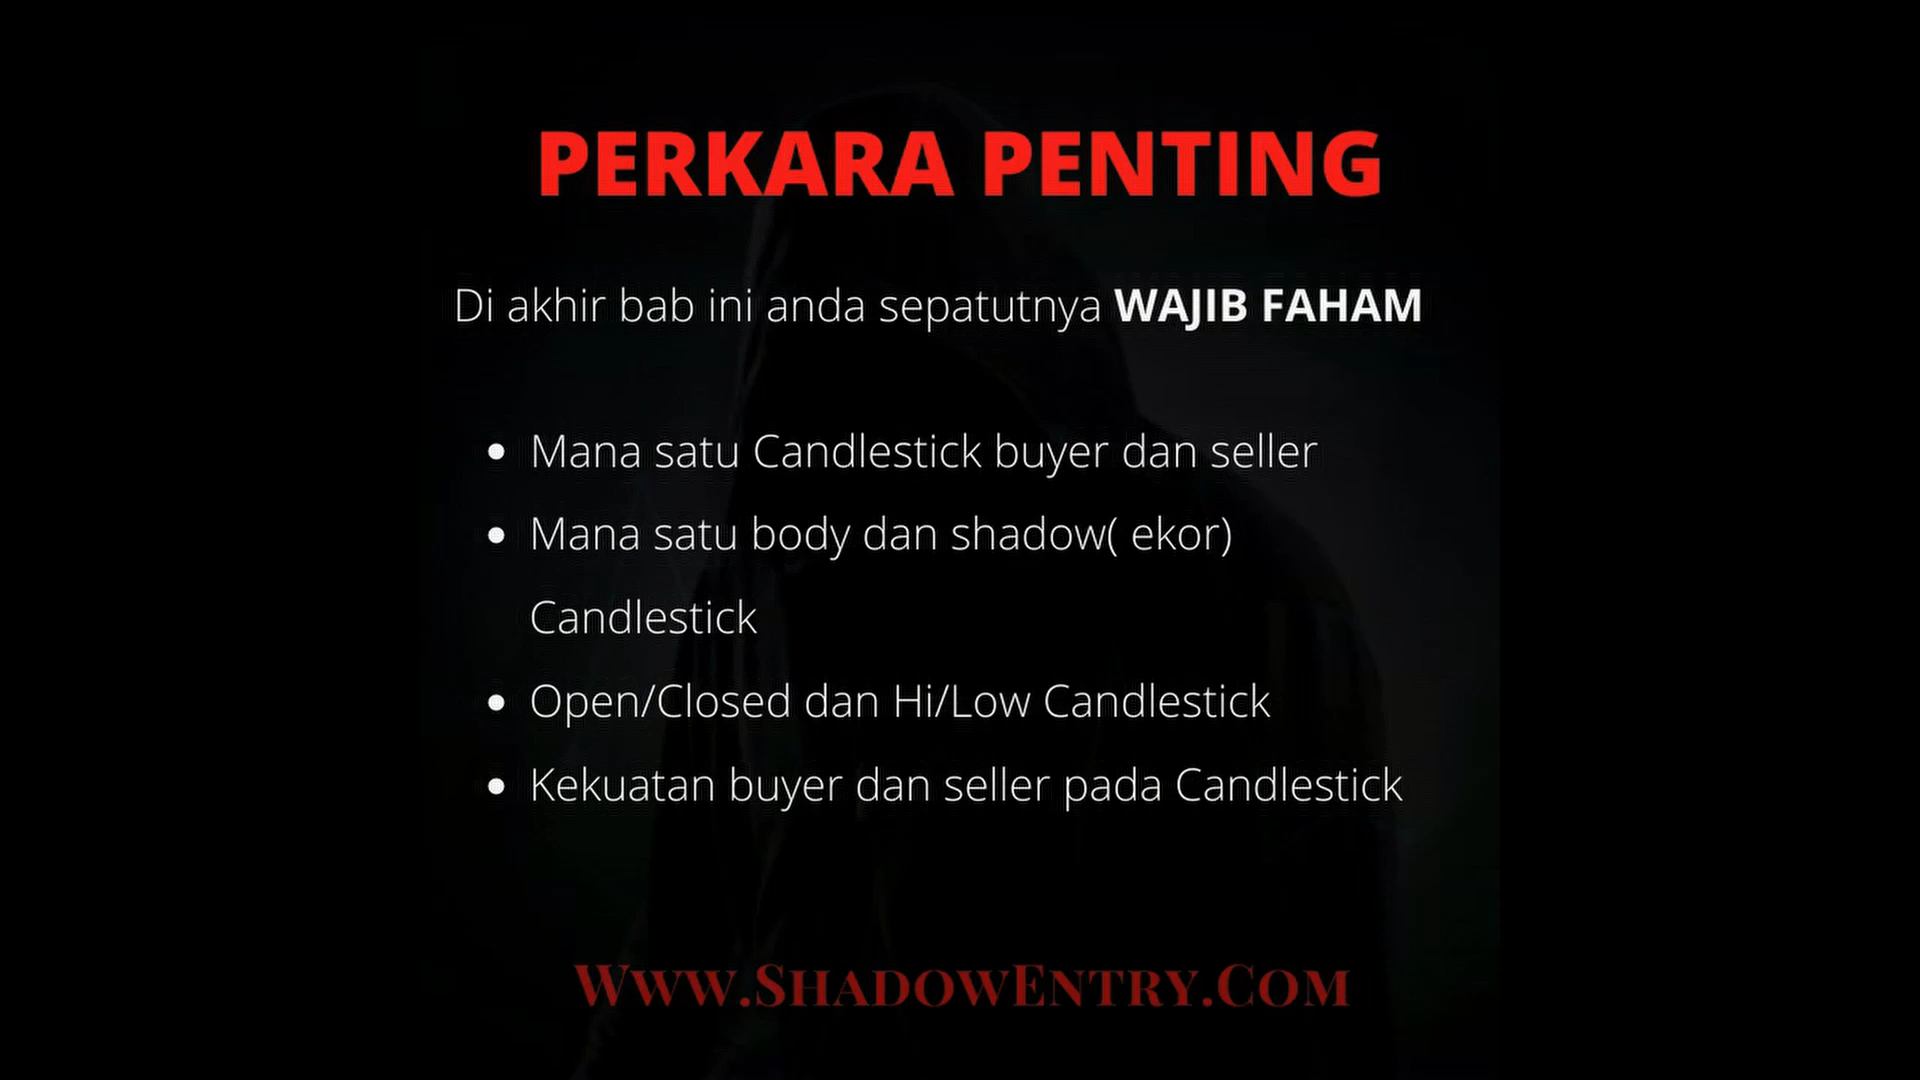 PERKARA PENTING
Di akhir bab ini anda sepatutnya WAJIB FAHAM
• Mana satu Candlestick buyer dan seller
• Mana satu body dan shadow( ekor)
Candlestick
• Open/Closed dan Hi/Low Candlestick
• Kekuatan buyer dan seller pada Candlestick
WWW.SHADOWENTRY.COM